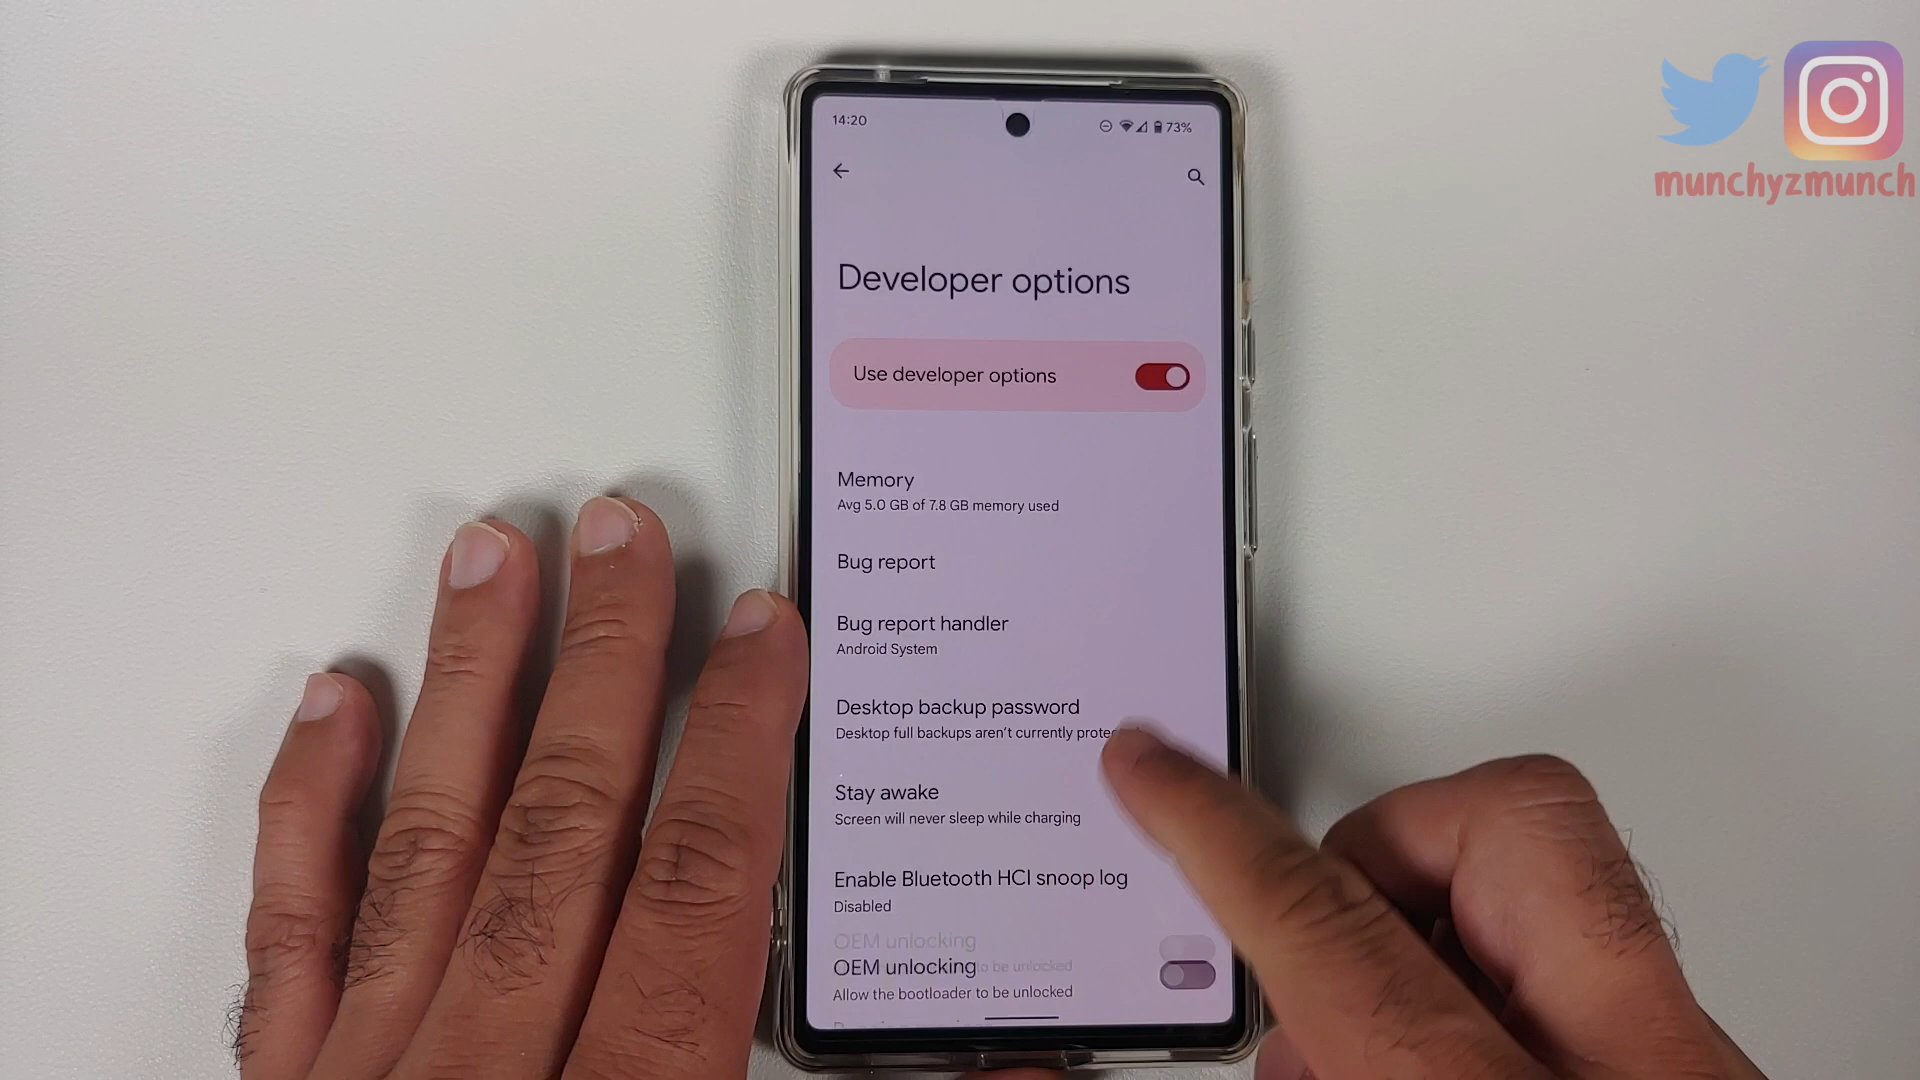 munchyzmunch
14:20
73%
Developer options
Use developer options
Memory
Avg 5.0 GB of 7.8 GB memory used
Bug report
Bug report handler
Android System
Desktop backup password
Desktop full backups aren't currently
Stay awake
Screen will never sleep while charging
Enable Bluetooth HCI snoop log
Disabled
OEM unlocking
to be unlocked
OEM unlocking
Allow the bootloader to be unlocked